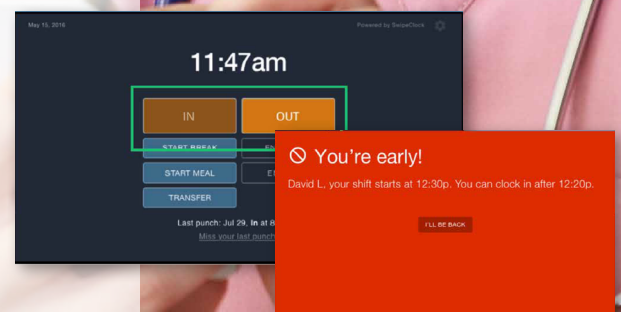 May 15, 2016
Powered by SwipeClock
11:47am
IN
OUT
START BREAK
START MEAL
TRANSFER
Last punch: Jul 29, In at 8
Miss your last punch
You're early!
David L, your shift starts at 12:30p. You can clock in after 12:20p.
I'LL BE BACK